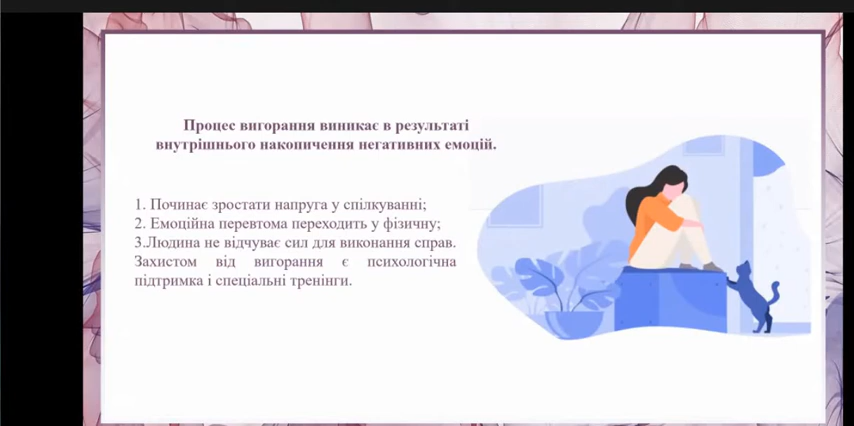 Процес вигорання виникає в результаті
внутрішнього накопичення негативних емоцій.
1. Починає зростати напруга у спілкуванні;
2. Емоційна перевтома переходить у фізичну;
3.Людина не відчуває сил для виконання справ.
Захистом від вигорання є психологічна
підтримка і спеціальні тренінги.